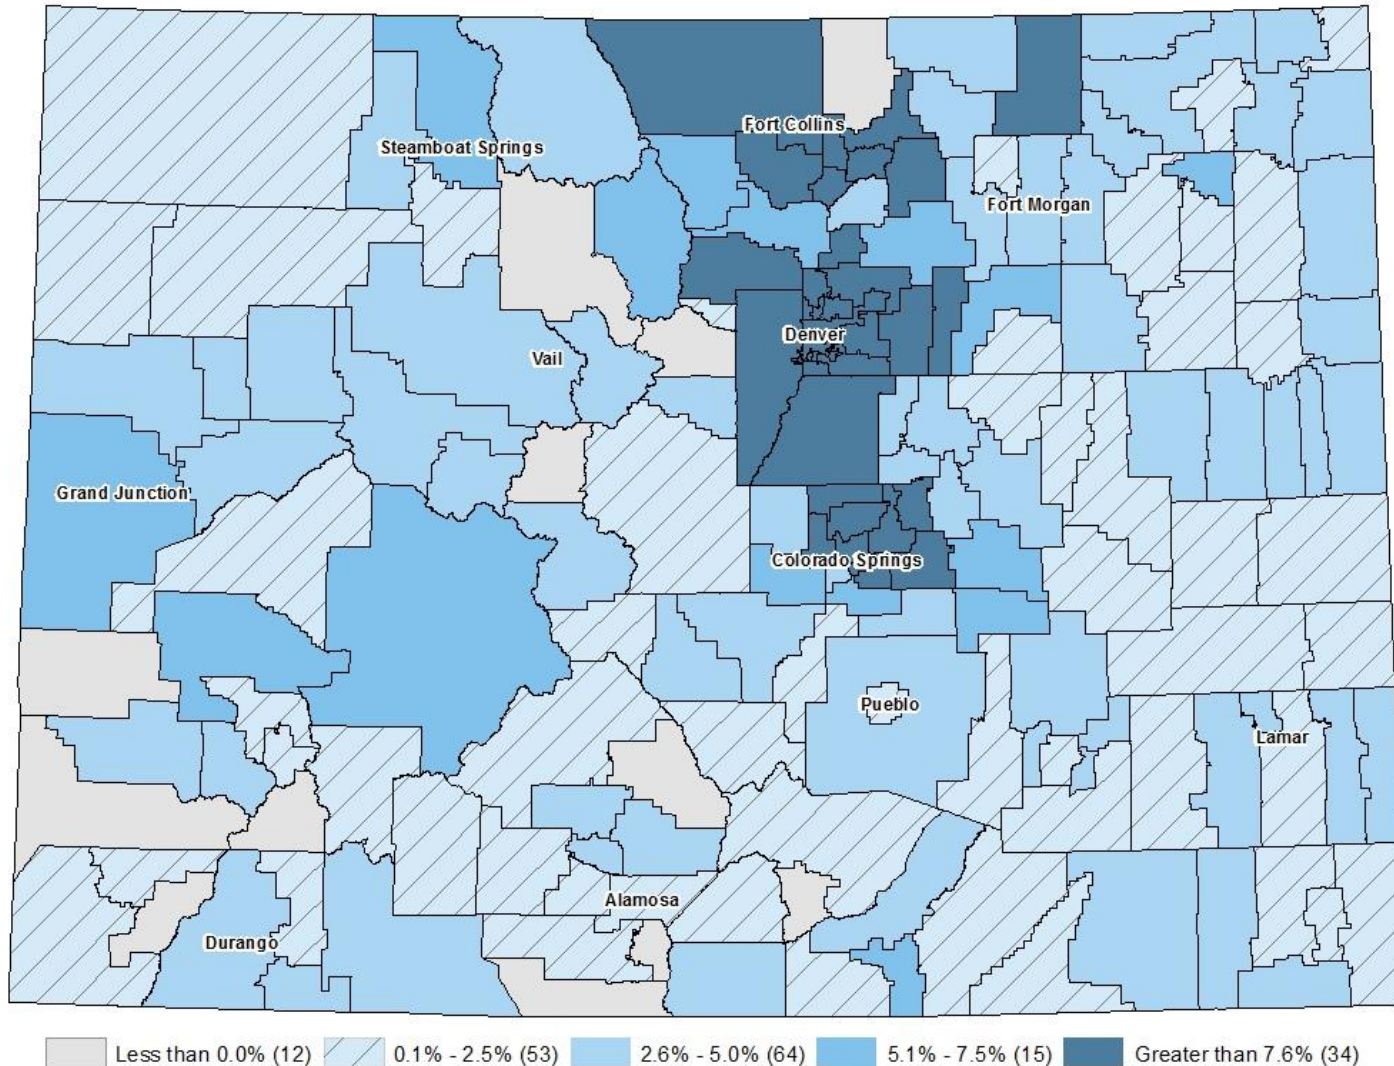 Fort Collins
Steamboat Springs
Fort Morgan
Denver
Vail
Grand Junction
Colorado Springs
Pueblo
Lamar
Alamosa
Durango
Less than 0.0% (12) 0.1% - 2.5% (53) 2.6% - 5.0% (64) 5.1% - 7.5% (15) Greater than 7.6% (34)